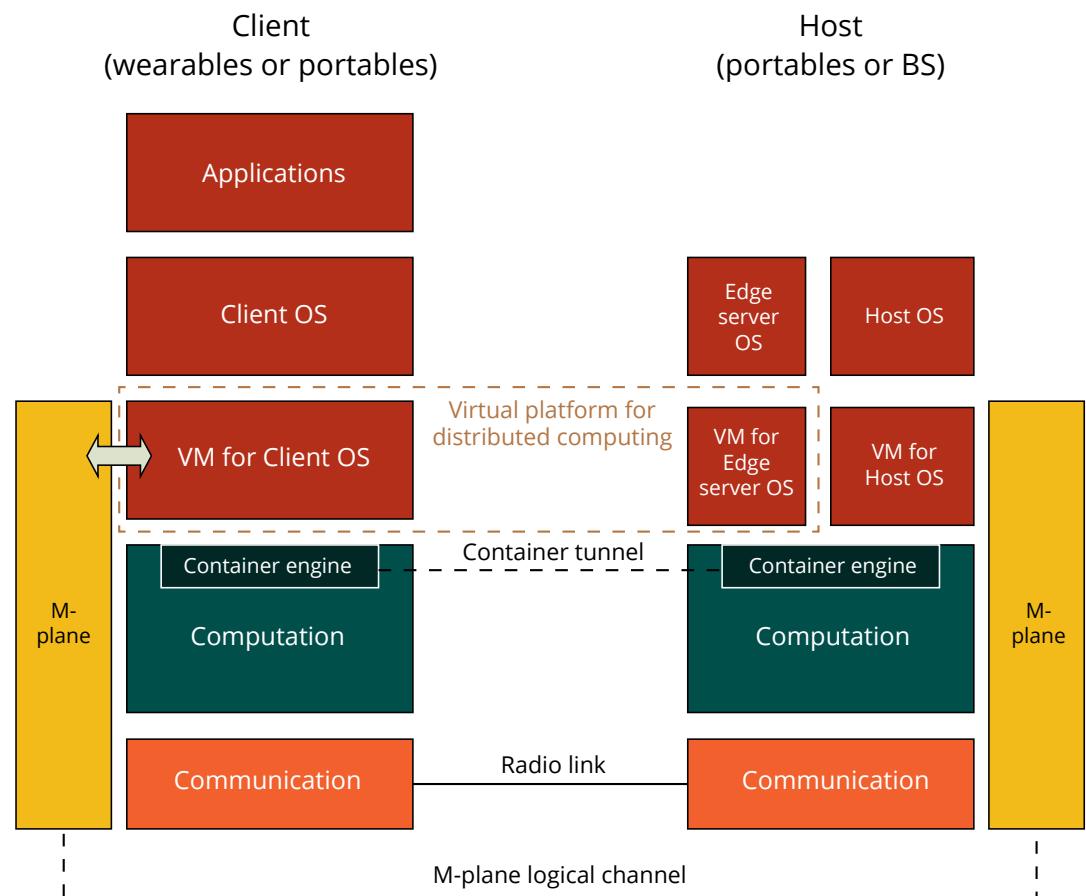 Client
(wearables or portables)
Host
(portables or BS)
Applications
Client OS
Edge
server
OS
Host OS
Virtual platform for
distributed computing
VM for Client OS
VM for
Edge
server OS
VM for
Host OS
Container tunnel
Container engine
Container engine
M-
plane
Computation
Computation
M-
plane
Radio link
Communication
Communication
M-plane logical channel